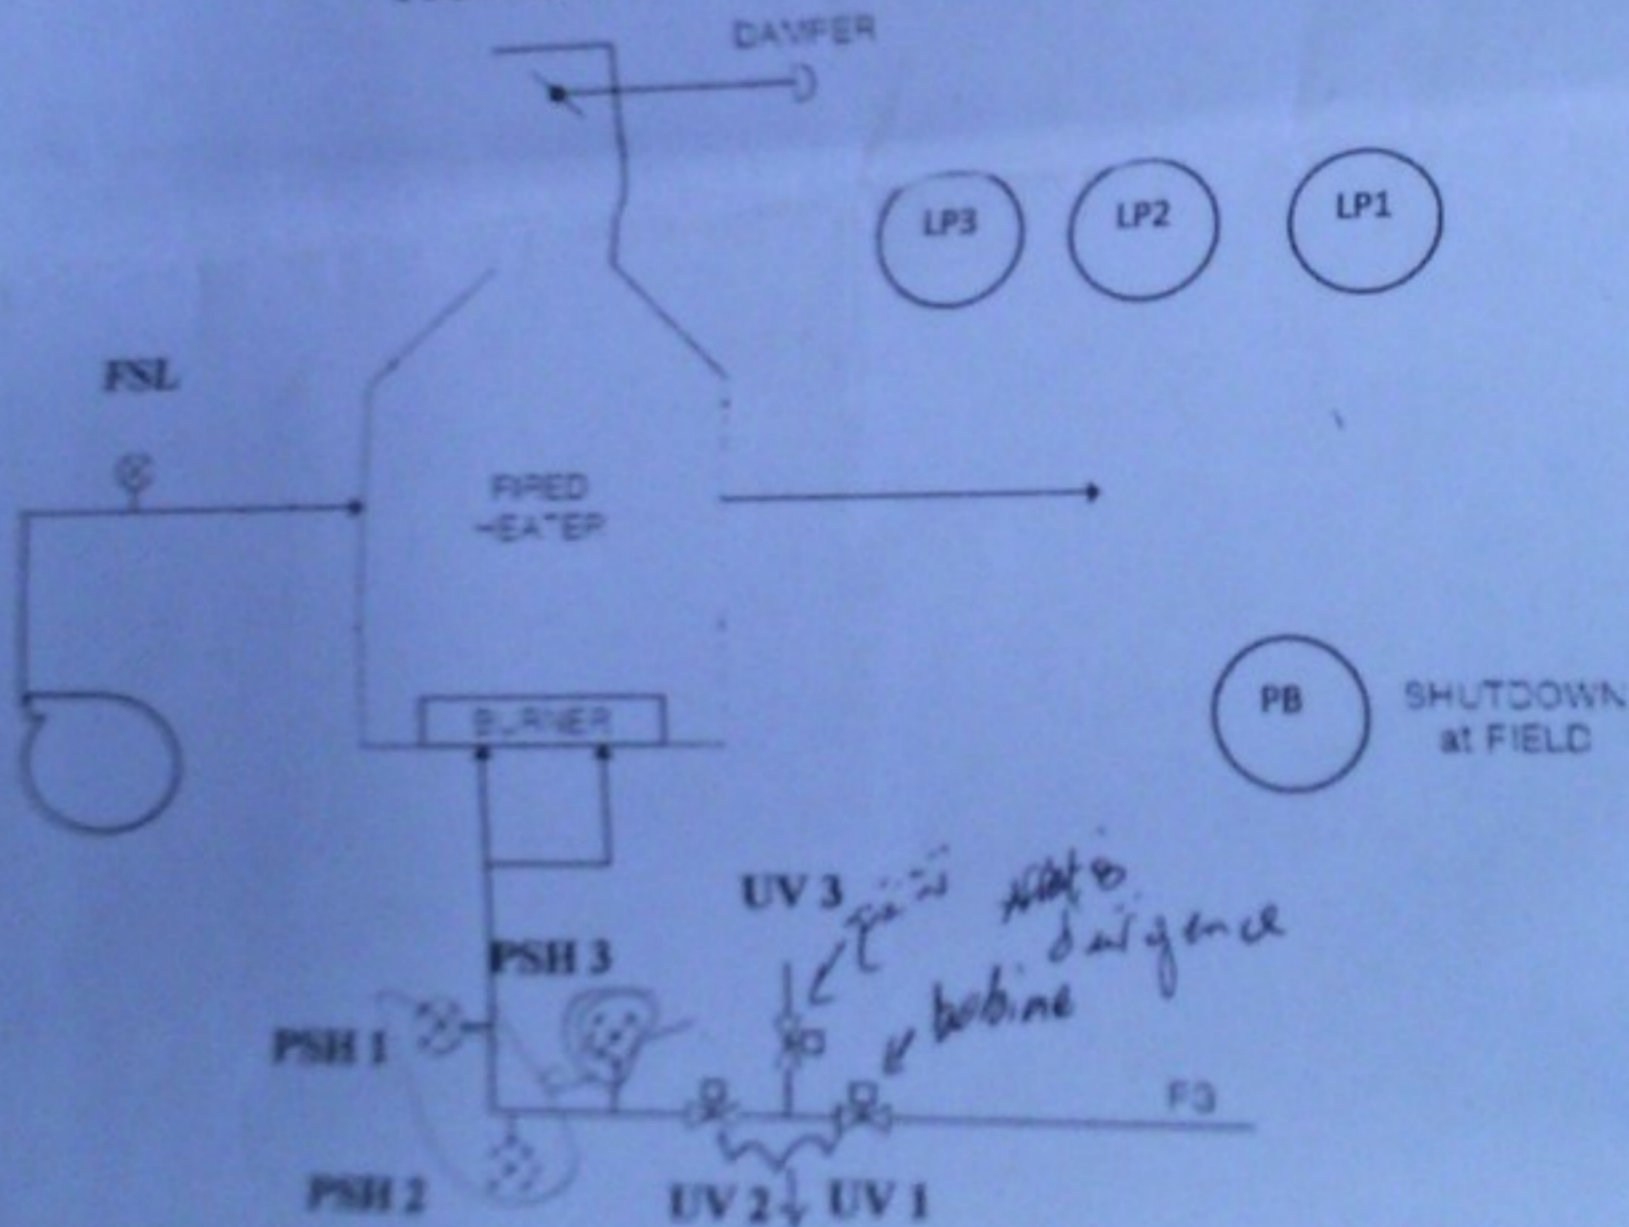 DAMPER
LP3
LP2
LP1
FSL
FIRED
HEATER
BURNER
PB
SHUTDOWN
at FIELD
UV 3
PSH 3
PSH 1
bobine
FG
PSH 2
UV 2
UV 1